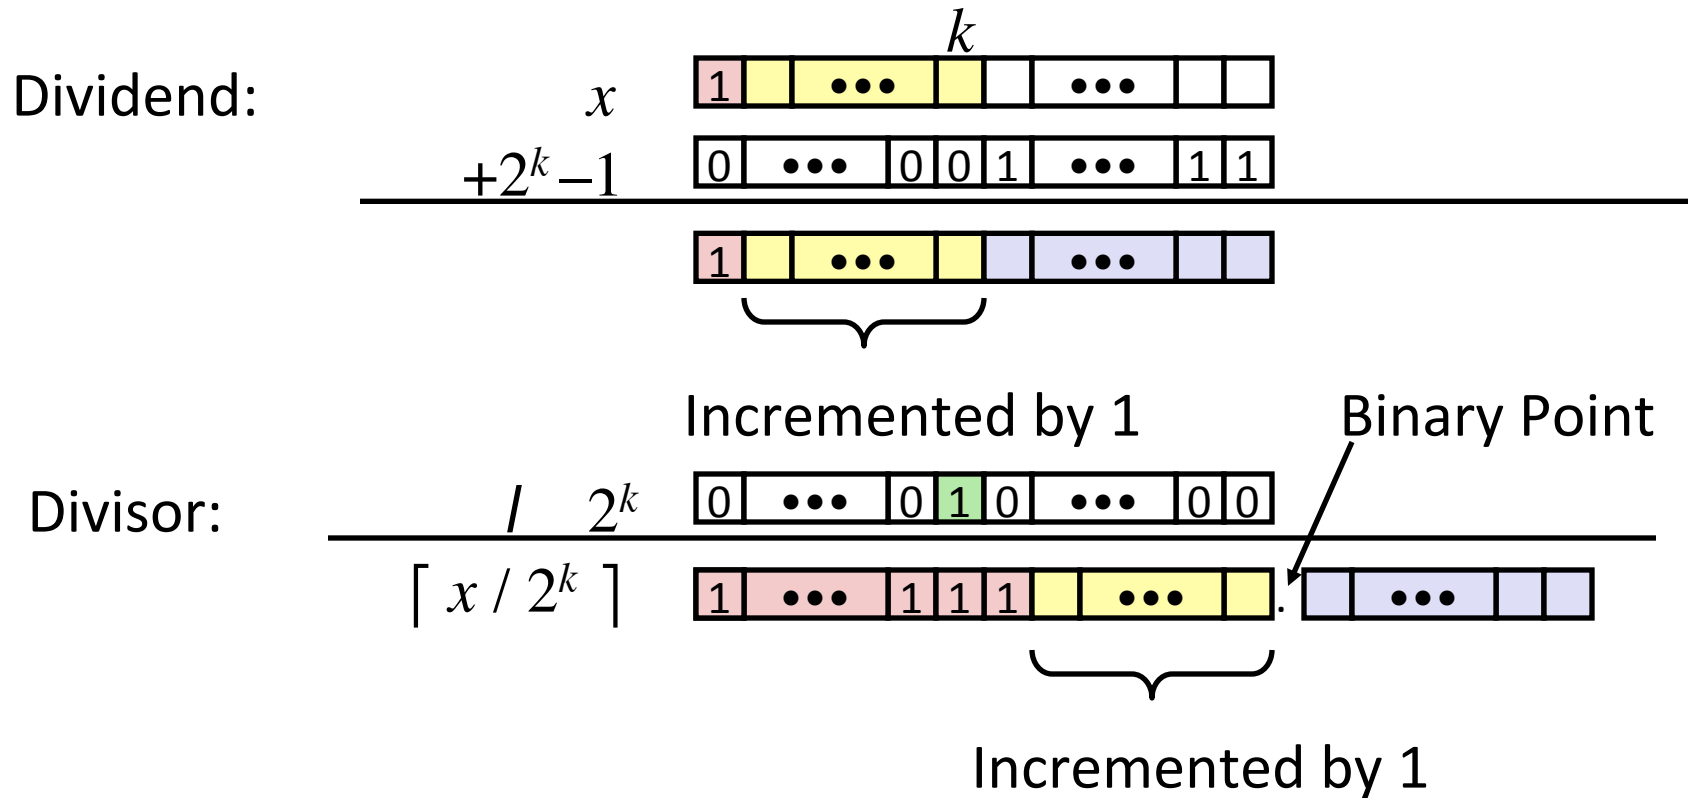 k
Dividend: x 1 ••• •••
+2^k −1 0 ••• 0 0 1 ••• 1 1
1 ••• •••
Incremented by 1 Binary Point
Divisor: / 2^k 0 ••• 0 1 0 ••• 0 0
⌈ x / 2^k ⌉ 1 ••• 1 1 1 ••• . •••
Incremented by 1